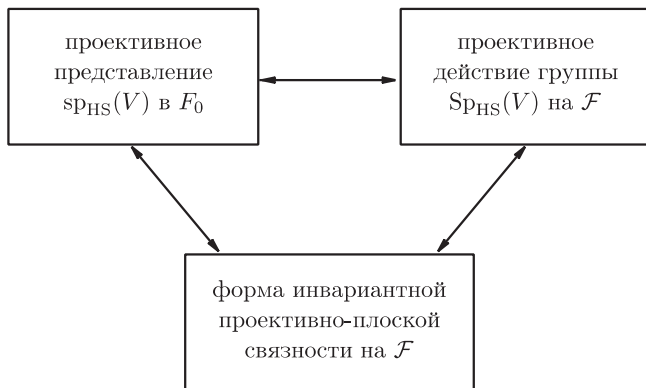 проективное
представление
sp_HS(V) в F_0
проективное
действие группы
Sp_HS(V) на ℱ
форма инвариантной
проективно-плоской
связности на ℱ